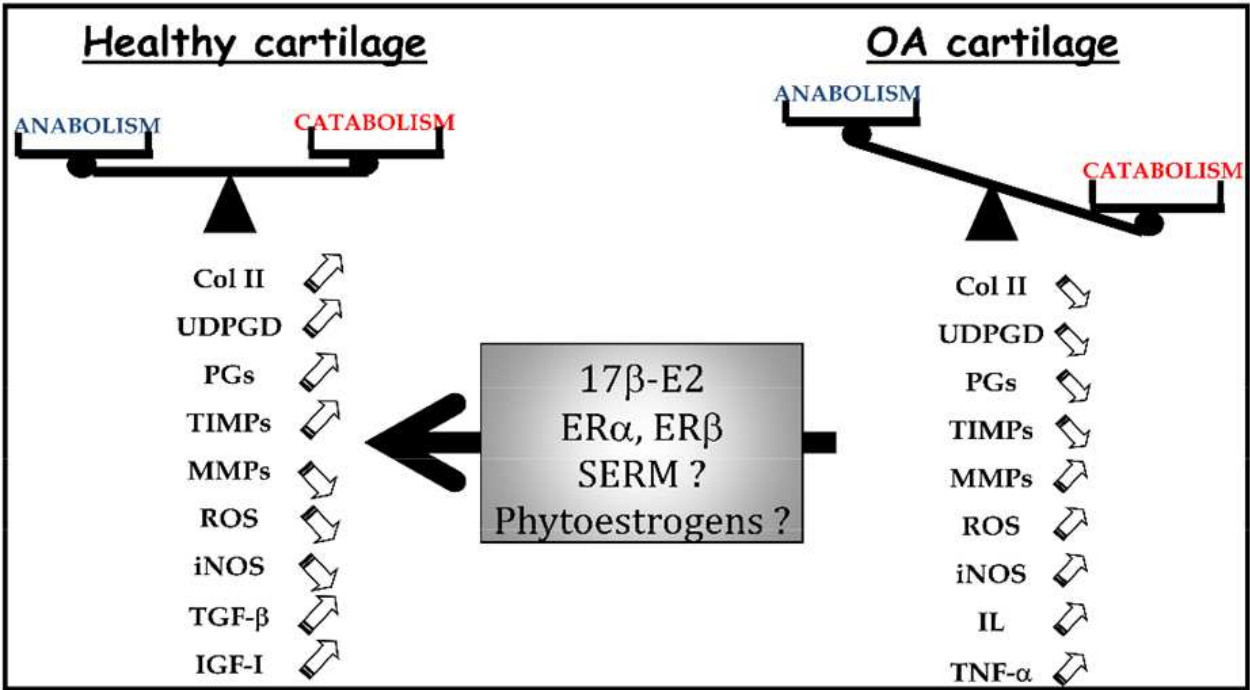 Healthy cartilage
ANABOLISM
CATABOLISM
Col II
UDPGD
PGs
TIMPs
MMPs
ROS
iNOS
TGF-β
IGF-I
17β-E2
ERα, ERβ
SERM ?
Phytoestrogens ?
OA cartilage
ANABOLISM
CATABOLISM
Col II
UDPGD
PGs
TIMPs
MMPs
ROS
iNOS
IL
TNF-α